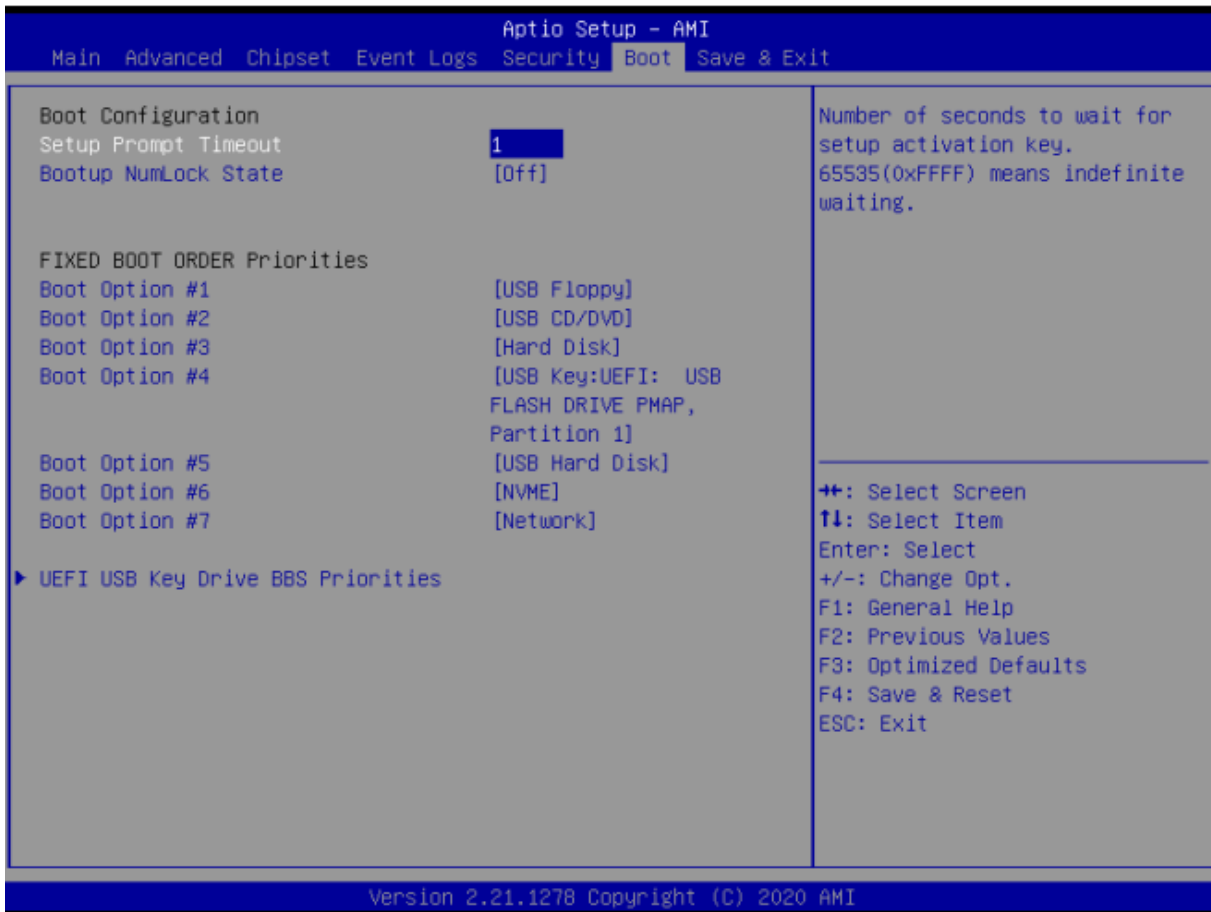 Aptio Setup – AMI
Main Advanced Chipset Event Logs Security Boot Save & Exit
Boot Configuration
Setup Prompt Timeout 1
Bootup NumLock State [Off]
FIXED BOOT ORDER Priorities
Boot Option #1 [USB Floppy]
Boot Option #2 [USB CD/DVD]
Boot Option #3 [Hard Disk]
Boot Option #4 [USB Key:UEFI: USB
FLASH DRIVE PMAP,
Partition 1]
Boot Option #5 [USB Hard Disk]
Boot Option #6 [NVME]
Boot Option #7 [Network]
▶ UEFI USB Key Drive BBS Priorities
Number of seconds to wait for
setup activation key.
65535(0xFFFF) means indefinite
waiting.
→←: Select Screen
↑↓: Select Item
Enter: Select
+/-: Change Opt.
F1: General Help
F2: Previous Values
F3: Optimized Defaults
F4: Save & Reset
ESC: Exit
Version 2.21.1278 Copyright (C) 2020 AMI